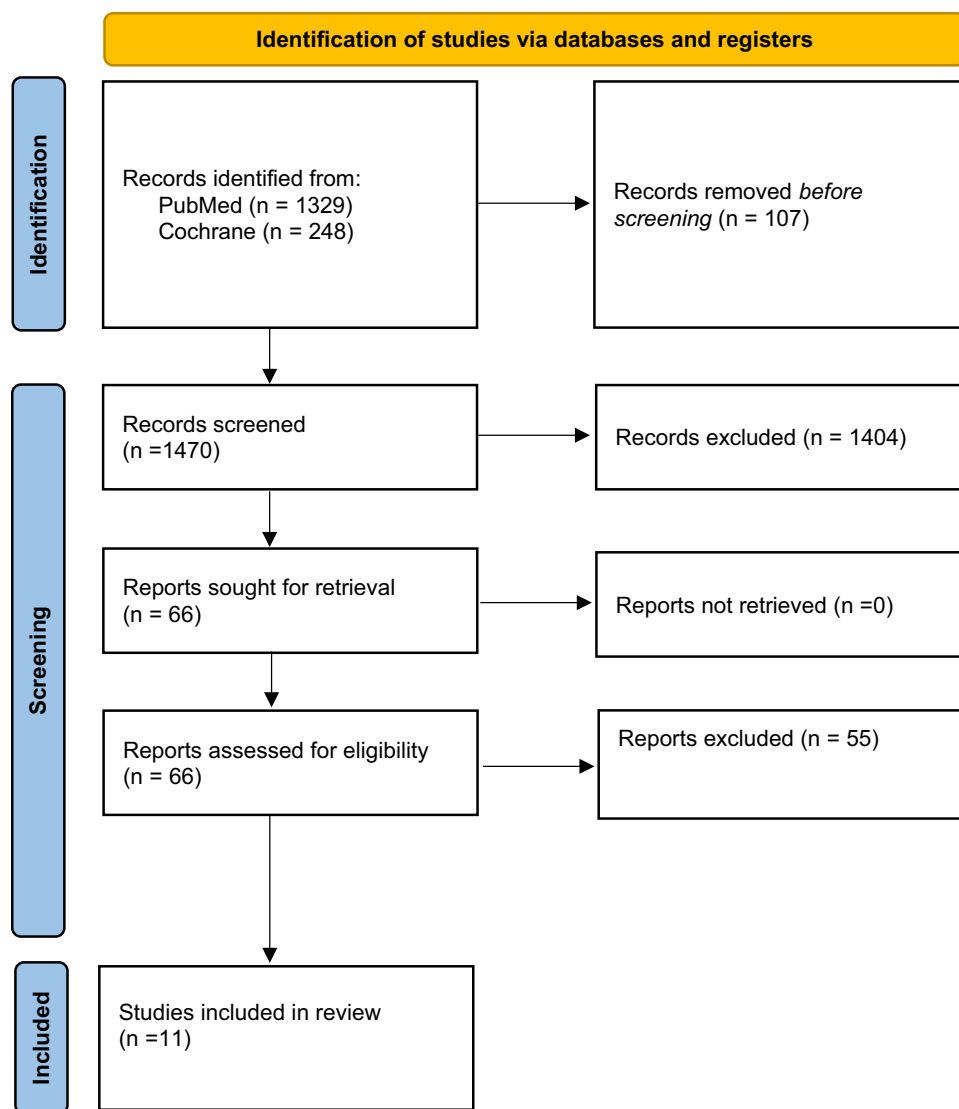 Identification of studies via databases and registers
Identification
Records identified from:
PubMed (n = 1329)
Cochrane (n = 248)
Records removed before
screening (n = 107)
Screening
Records screened
(n =1470)
Records excluded (n = 1404)
Reports sought for retrieval
(n = 66)
Reports not retrieved (n =0)
Reports assessed for eligibility
(n = 66)
Reports excluded (n = 55)
Included
Studies included in review
(n =11)